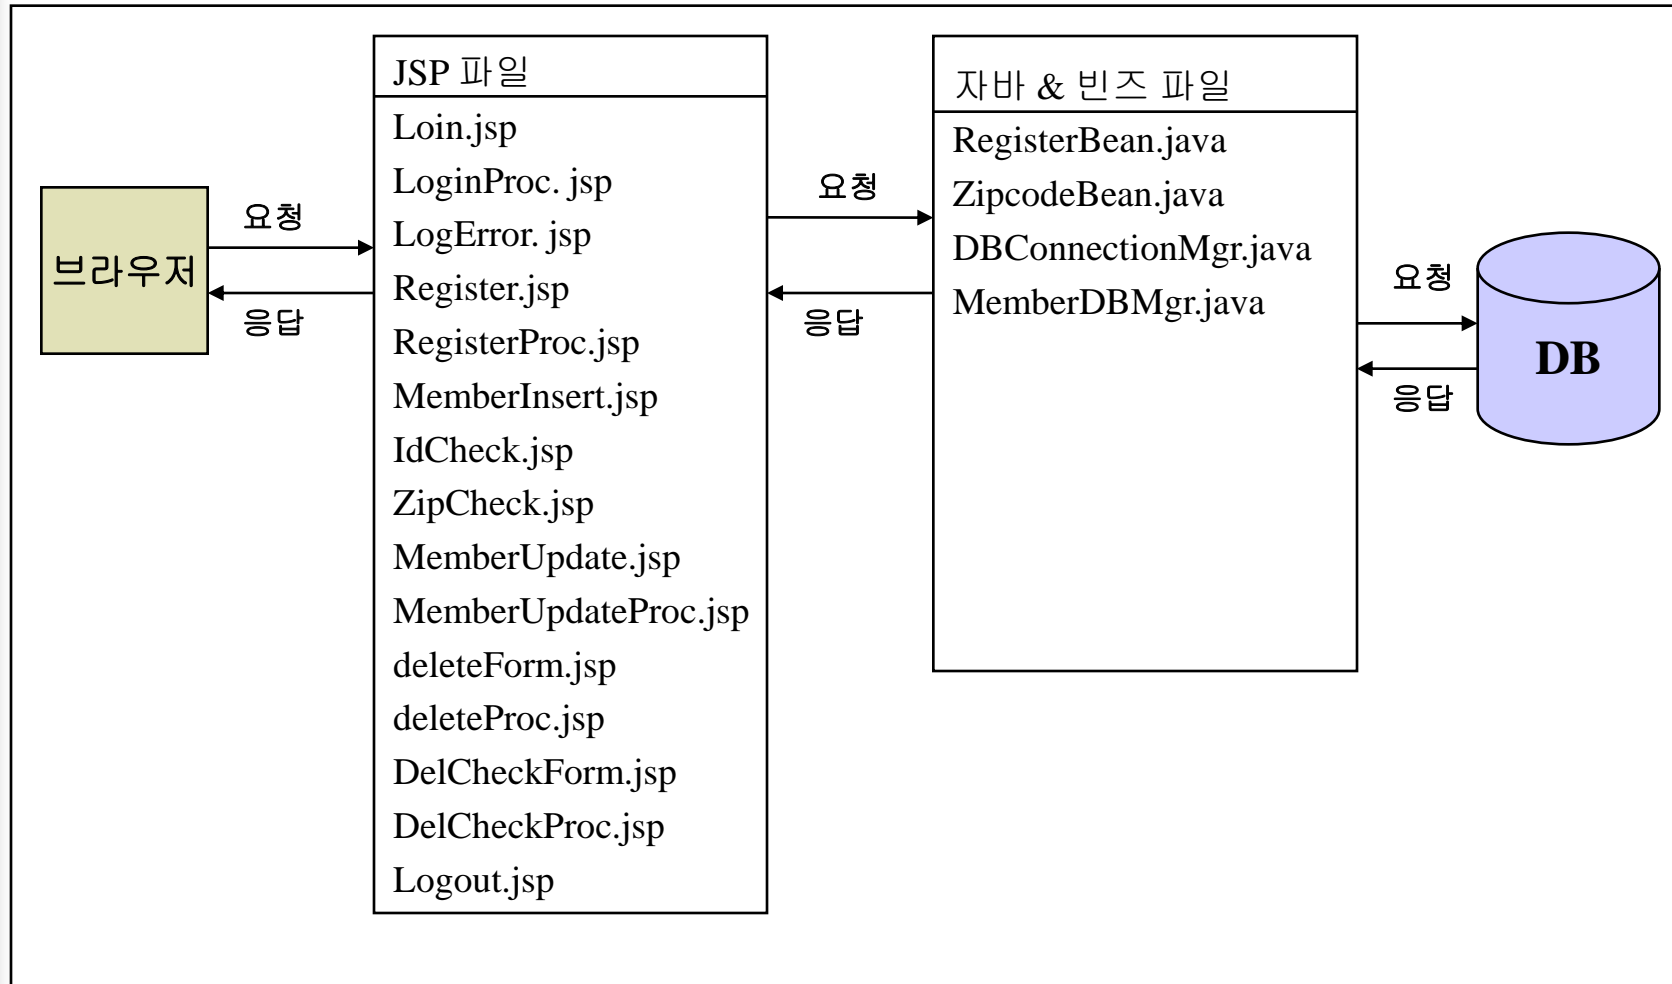 브라우저
요청
응답
JSP 파일
Loin.jsp
LoginProc. jsp
LogError. jsp
Register.jsp
RegisterProc.jsp
MemberInsert.jsp
IdCheck.jsp
ZipCheck.jsp
MemberUpdate.jsp
MemberUpdateProc.jsp
deleteForm.jsp
deleteProc.jsp
DelCheckForm.jsp
DelCheckProc.jsp
Logout.jsp
요청
응답
자바 & 빈즈 파일
RegisterBean.java
ZipcodeBean.java
DBConnectionMgr.java
MemberDBMgr.java
요청
응답
DB